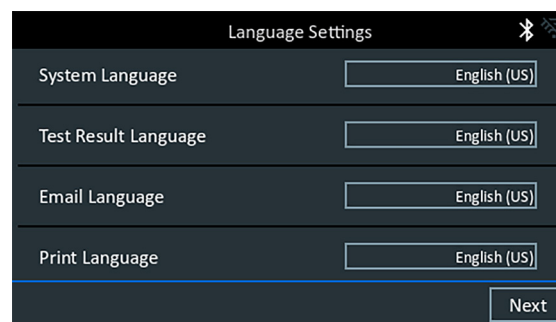 Language Settings
System Language English (US)
Test Result Language English (US)
Email Language English (US)
Print Language English (US)
Next